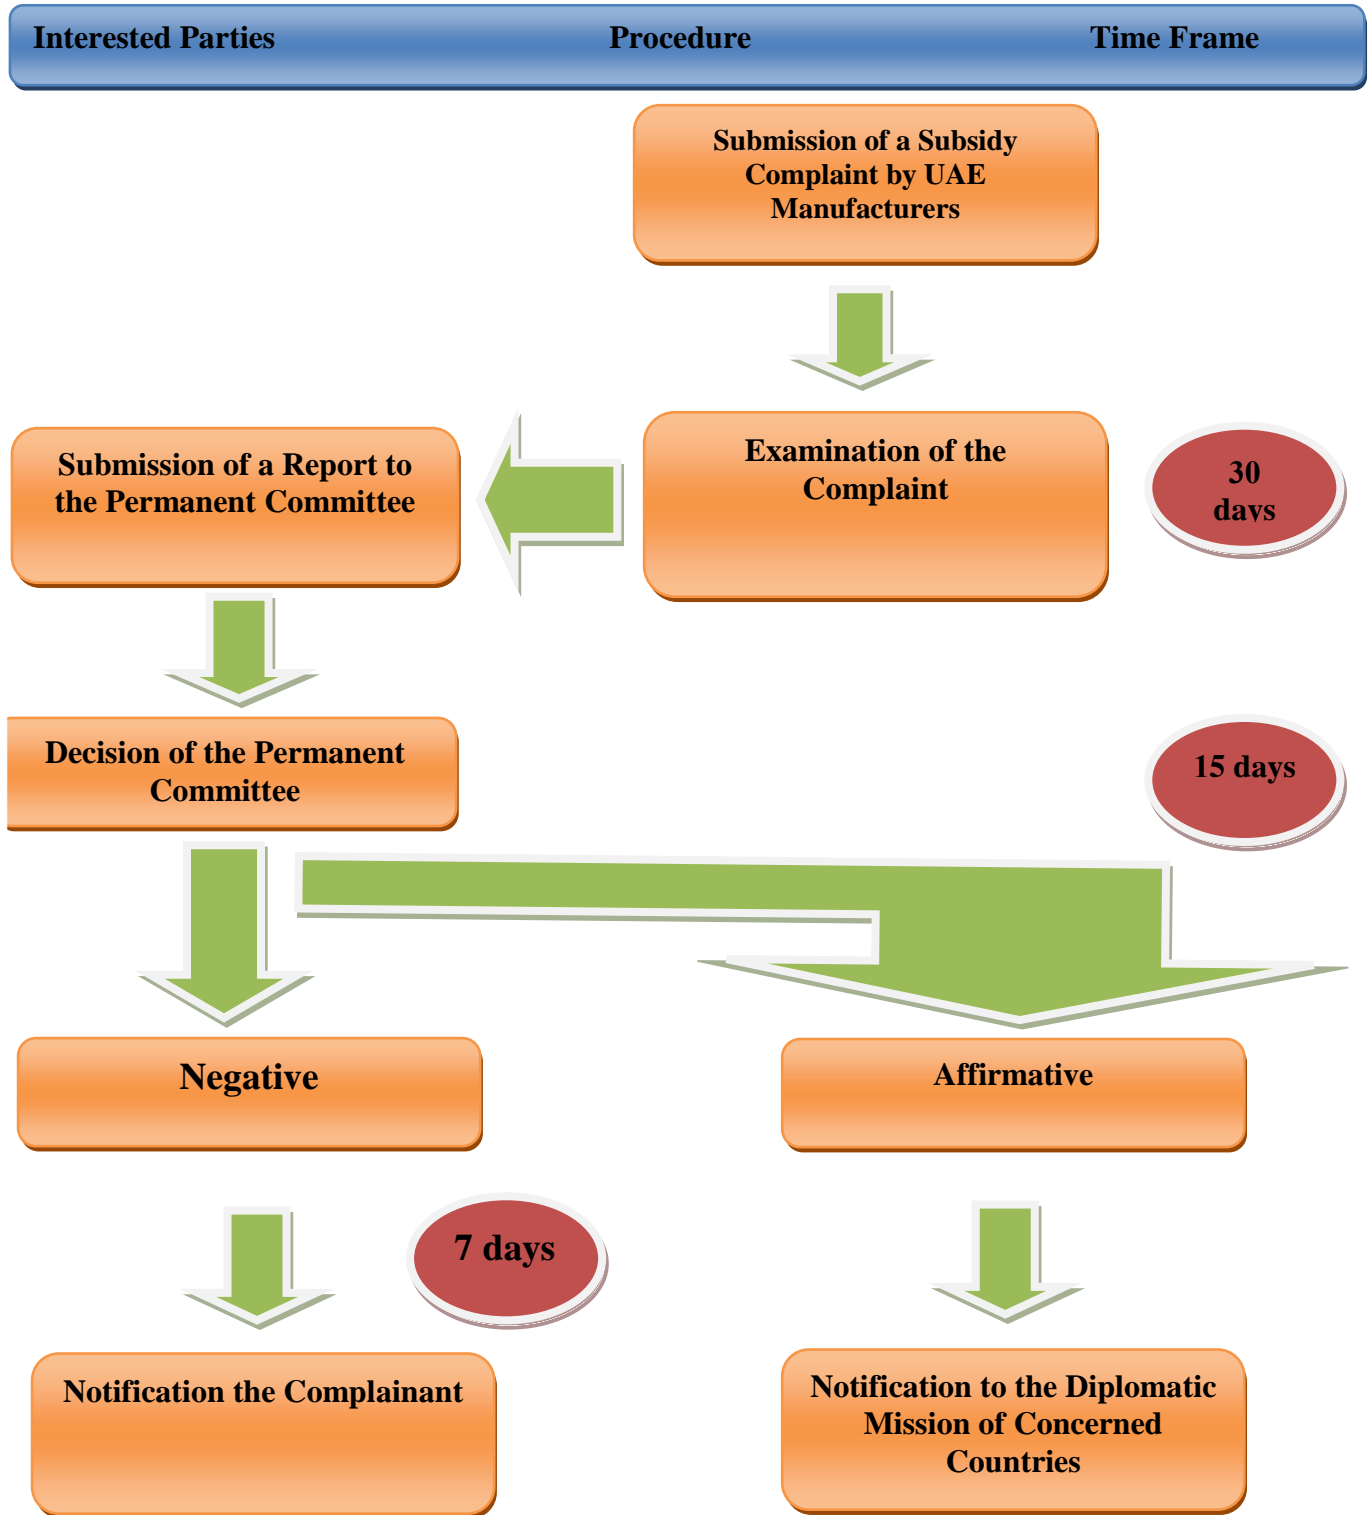 Interested Parties Procedure Time Frame
Submission of a Subsidy
Complaint by UAE
Manufacturers
Examination of the
Complaint
30
days
Submission of a Report to
the Permanent Committee
Decision of the Permanent
Committee
15 days
Negative
Affirmative
7 days
Notification the Complainant
Notification to the Diplomatic
Mission of Concerned
Countries